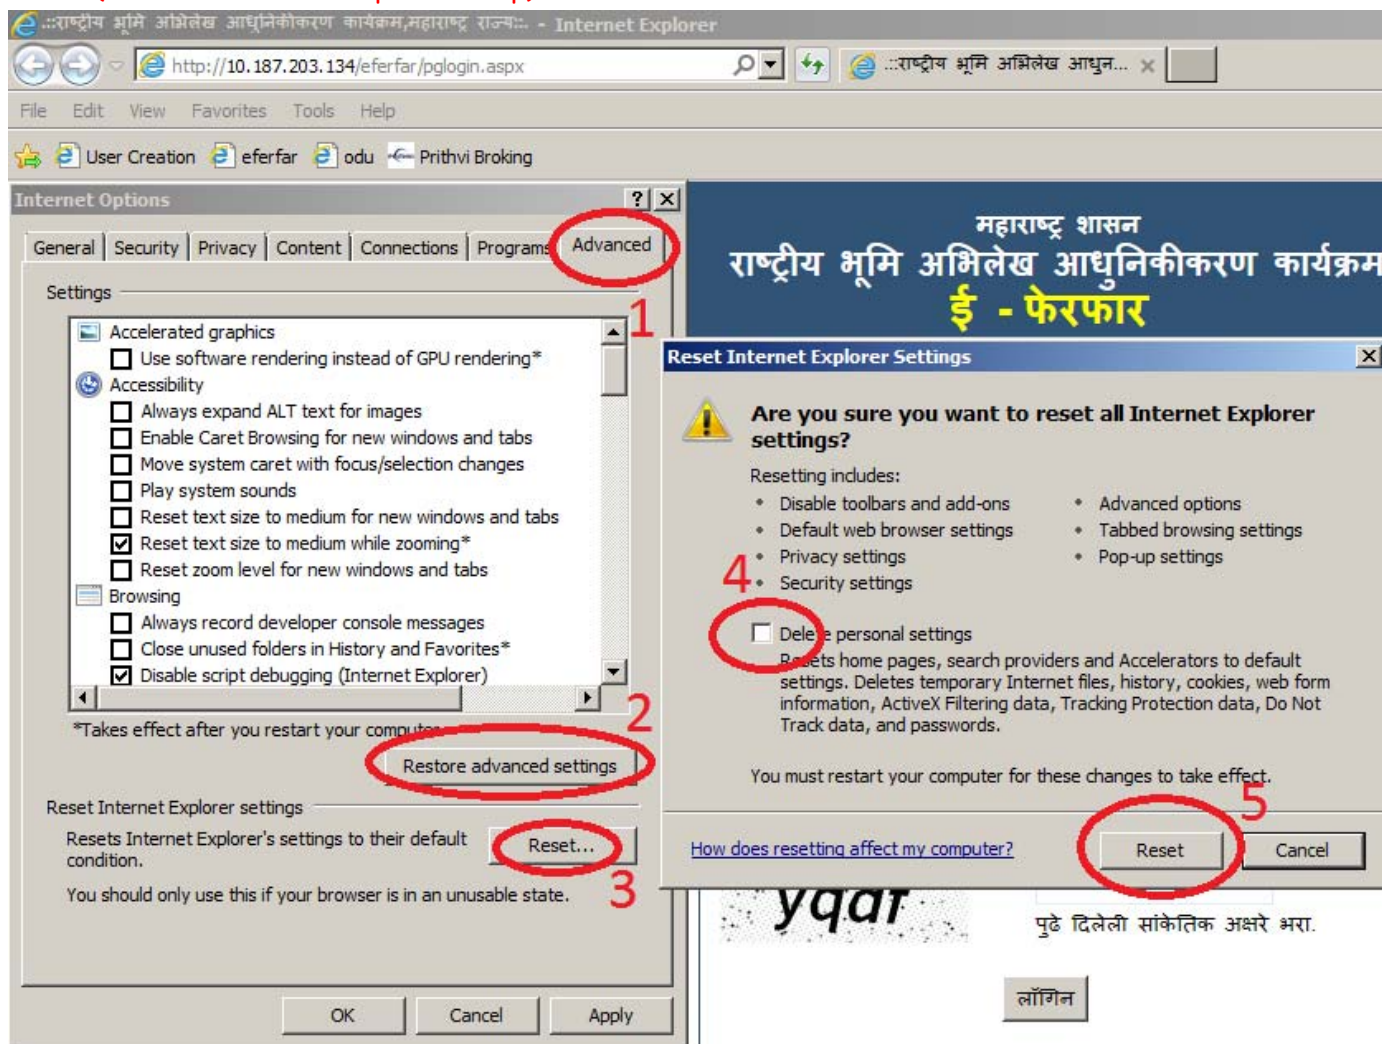 .:::राष्ट्रीय भूमि अभिलेख आधुनिकीकरण कार्यक्रम,महाराष्ट्र राज्य:::. - Internet Explorer
http://10.187.203.134/eferfar/pglogin.aspx
.:::राष्ट्रीय भूमि अभिलेख आधुन...
File Edit View Favorites Tools Help
User Creation eferfar odu Prithvi Broking
Internet Options
General Security Privacy Content Connections Programs Advanced
1
Settings
Accelerated graphics
Use software rendering instead of GPU rendering*
Accessibility
Always expand ALT text for images
Enable Caret Browsing for new windows and tabs
Move system caret with focus/selection changes
Play system sounds
Reset text size to medium for new windows and tabs
Reset text size to medium while zooming*
Reset zoom level for new windows and tabs
Browsing
Always record developer console messages
Close unused folders in History and Favorites*
Disable script debugging (Internet Explorer)
*Takes effect after you restart your computer
2
Restore advanced settings
Reset Internet Explorer settings
Resets Internet Explorer's settings to their default
condition.
Reset...
3
You should only use this if your browser is in an unusable state.
OK Cancel Apply
महाराष्ट्र शासन
राष्ट्रीय भूमि अभिलेख आधुनिकीकरण कार्यक्रम
ई - फेरफार
Reset Internet Explorer Settings
Are you sure you want to reset all Internet Explorer
settings?
Resetting includes:
• Disable toolbars and add-ons
• Default web browser settings
• Privacy settings
• Security settings
• Advanced options
• Tabbed browsing settings
• Pop-up settings
4
Delete personal settings
Resets home pages, search providers and Accelerators to default
settings. Deletes temporary Internet files, history, cookies, web form
information, ActiveX Filtering data, Tracking Protection data, Do Not
Track data, and passwords.
You must restart your computer for these changes to take effect.
5
How does resetting affect my computer?
Reset Cancel
yqdf
पुढे दिलेली सांकेतिक अक्षरे भरा.
लॉगिन